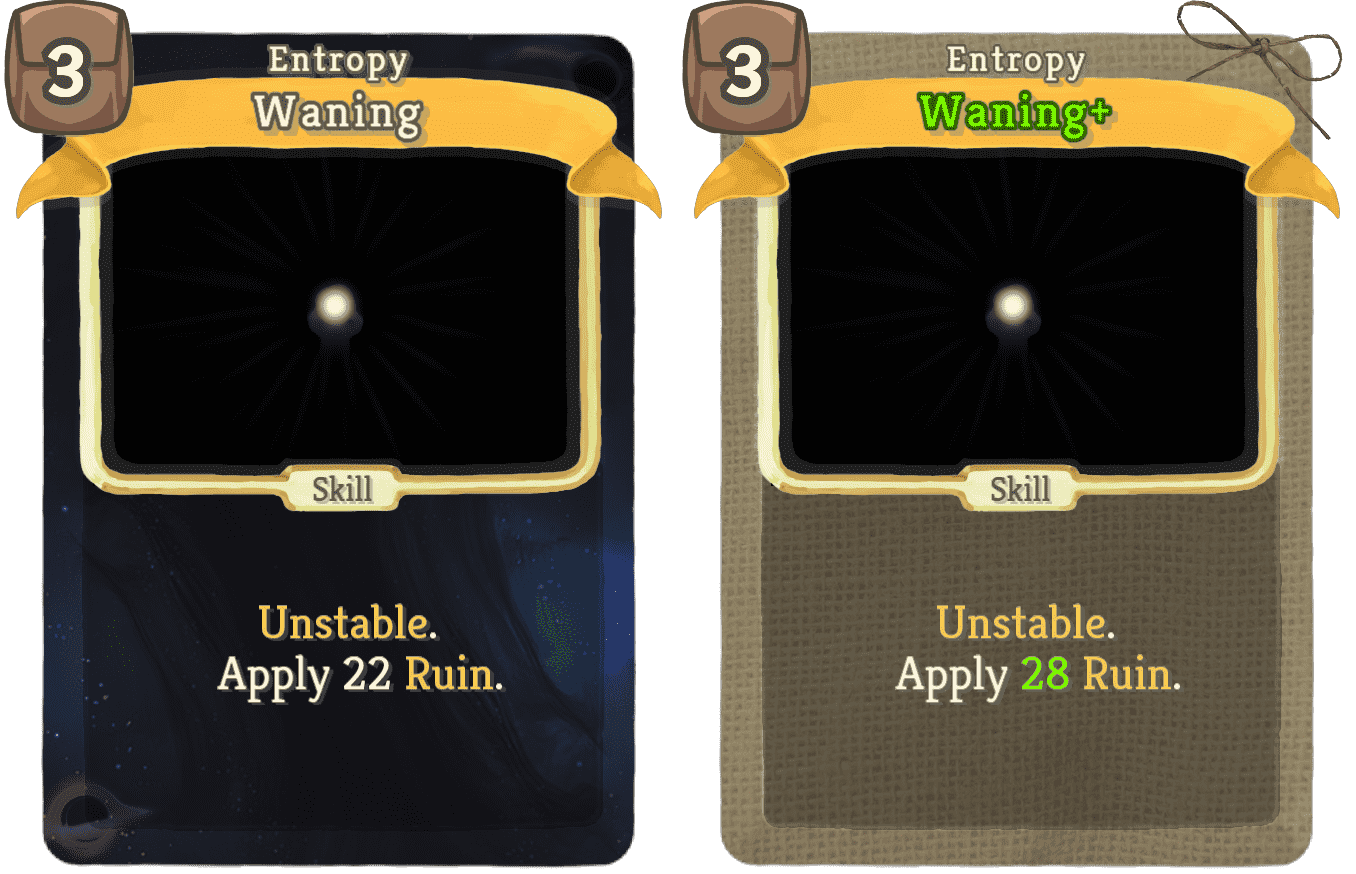 3
Entropy
Waning
Skill
Unstable.
Apply 22 Ruin.
3
Entropy
Waning+
Skill
Unstable.
Apply 28 Ruin.